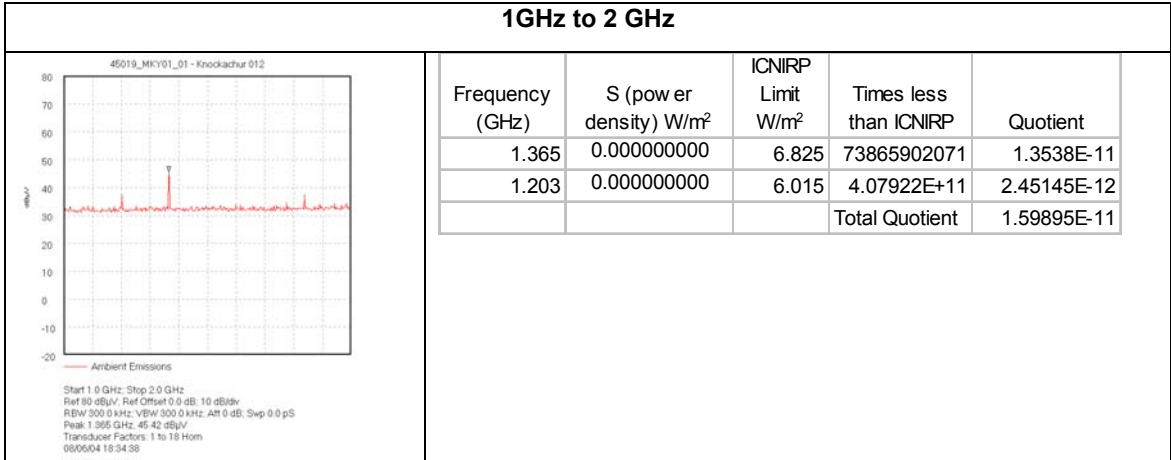 1GHz to 2 GHz
45019_MKY01_01 - Knockachur 012
80
70
60
50
40
30
20
10
0
-10
-20
dBµV
Ambient Emissions
Start 1.0 GHz; Stop 2.0 GHz
Ref 80 dBµV; Ref Offset 0.0 dB; 10 dB/div
RBW 300.0 kHz; VBW 300.0 kHz; Att 0 dB; Swp 0.0 pS
Peak 1.365 GHz, 45.42 dBµV
Transducer Factors: 1 to 18 Horn
08/06/04 18:34:38
Frequency (GHz) S (pow er density) W/m² ICNIRP Limit W/m² Times less than ICNIRP Quotient
1.365 0.000000000 6.825 73865902071 1.3538E-11
1.203 0.000000000 6.015 4.07922E+11 2.45145E-12
Total Quotient 1.59895E-11